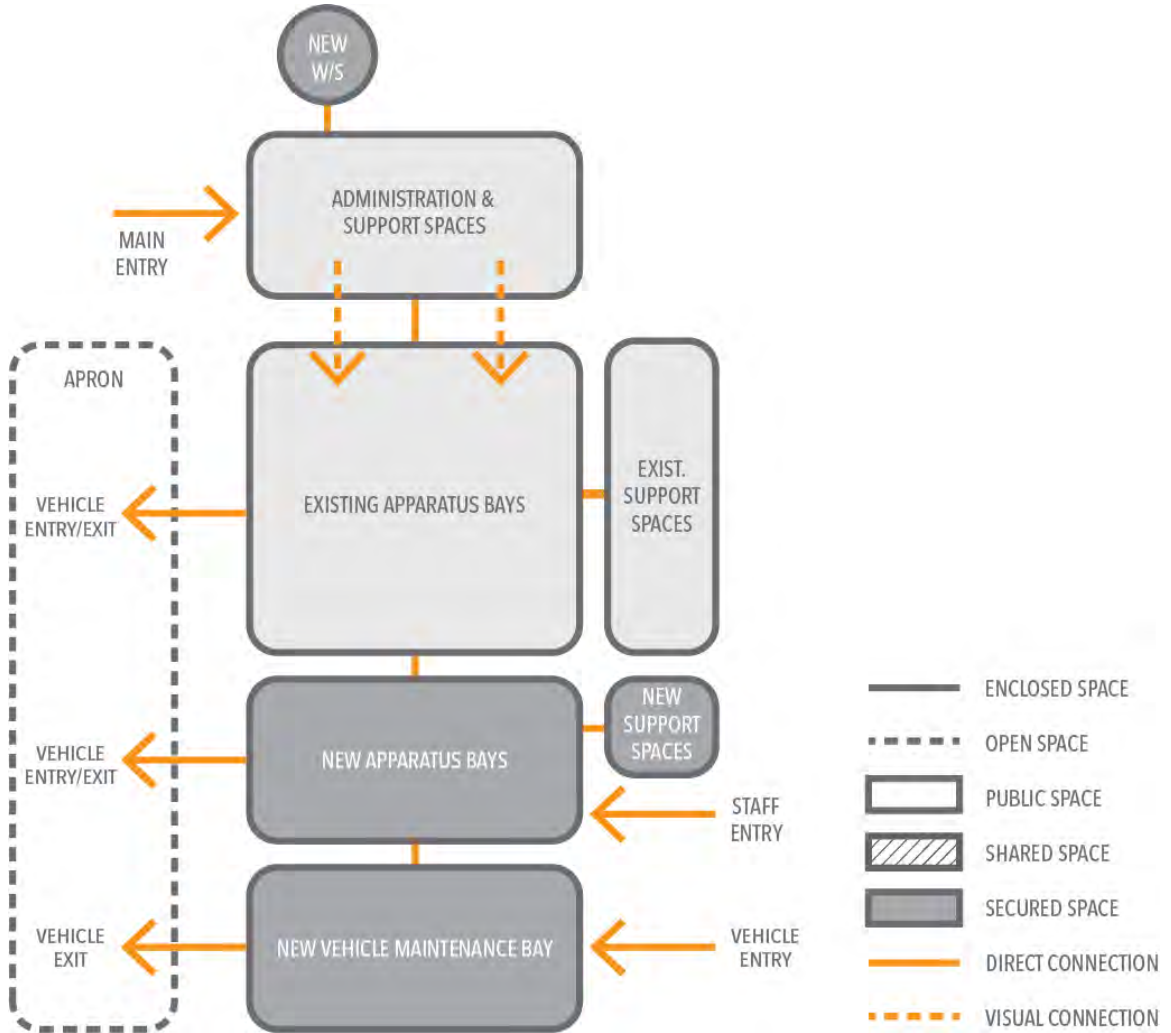 NEW
W/S
ADMINISTRATION &
SUPPORT SPACES
MAIN
ENTRY
APRON
VEHICLE
ENTRY/EXIT
EXISTING APPARATUS BAYS
EXIST.
SUPPORT
SPACES
VEHICLE
ENTRY/EXIT
NEW APPARATUS BAYS
NEW
SUPPORT
SPACES
STAFF
ENTRY
VEHICLE
EXIT
NEW VEHICLE MAINTENANCE BAY
VEHICLE
ENTRY
ENCLOSED SPACE
OPEN SPACE
PUBLIC SPACE
SHARED SPACE
SECURED SPACE
DIRECT CONNECTION
VISUAL CONNECTION